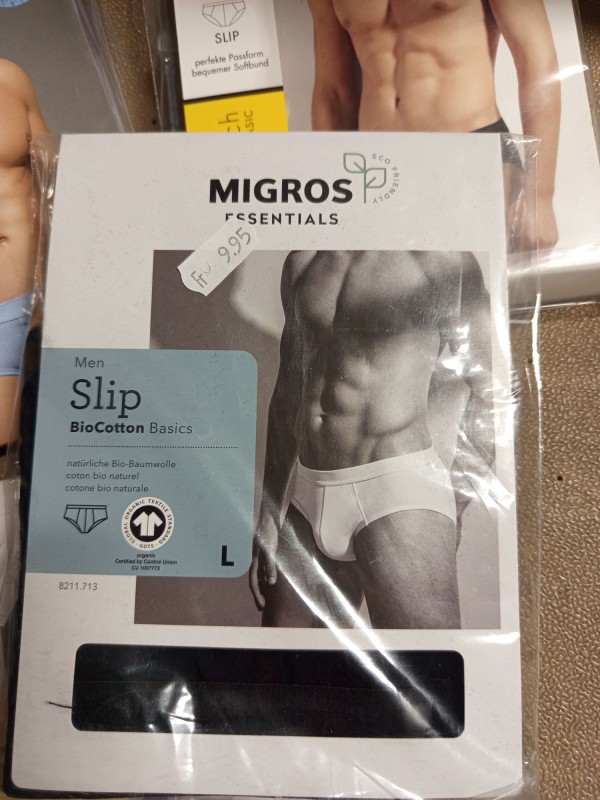 SLIP
perfekte Passform
bequemer Softbund
MIGROS
ESSENTIALS
ECO FRIENDLY
Fr. 9.95
Men
Slip
BioCotton Basics
natürliche Bio-Baumwolle
coton bio naturel
cotone bio naturale
GLOBAL ORGANIC TEXTILE STANDARD
· GOTS ·
organic
Certified by Control Union
CU 1007773
L
8211.713